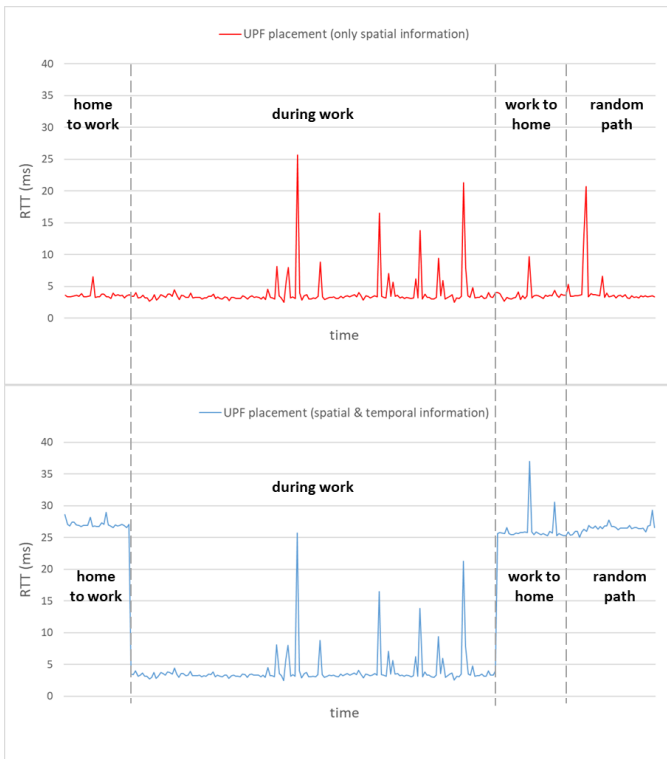 UPF placement (only spatial information)
40
35
30
25
20
15
10
5
0
RTT (ms)
home
to work
during work
work to
home
random
path
time
UPF placement (spatial & temporal information)
40
35
30
25
20
15
10
5
0
RTT (ms)
during work
home
to work
work to
home
random
path
time